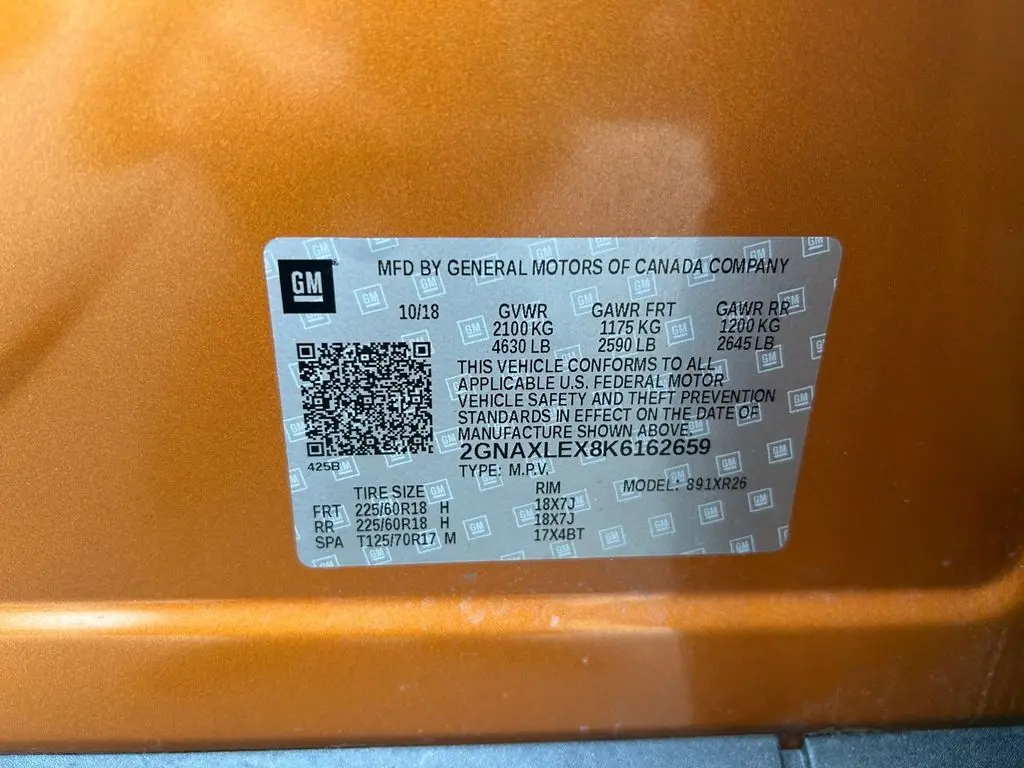 GM
MFD BY GENERAL MOTORS OF CANADA COMPANY
10/18 GVWR GAWR FRT GAWR RR
2100 KG 1175 KG 1200 KG
4630 LB 2590 LB 2645 LB
THIS VEHICLE CONFORMS TO ALL
APPLICABLE U.S. FEDERAL MOTOR
VEHICLE SAFETY AND THEFT PREVENTION
STANDARDS IN EFFECT ON THE DATE OF
MANUFACTURE SHOWN ABOVE.
2GNAXLEX8K6162659
425B
TYPE: M.P.V.
MODEL: 891XR26
TIRE SIZE RIM
FRT 225/60R18 H 18X7J
RR 225/60R18 H 18X7J
SPA T125/70R17 M 17X4BT